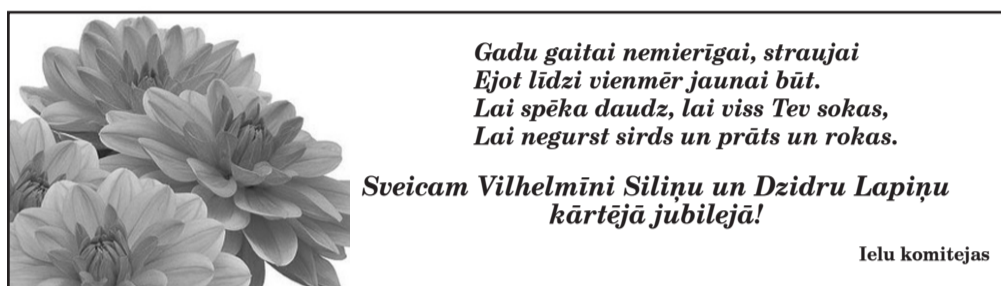 Gadu gaitai nemierīgai, straujai
Ejot līdzi vienmēr jaunai būt.
Lai spēka daudz, lai viss Tev sokas,
Lai negurst sirds un prāts un rokas.
Sveicam Vilhelmīni Siliņu un Dzidru Lapiņu
kārtējā jubilejā!
Ielu komitejas